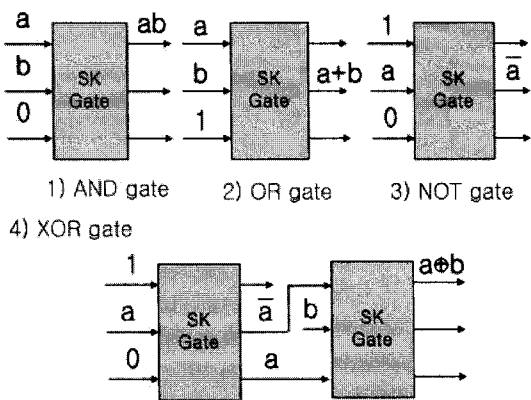 a
ab
b
SK
Gate
0
1) AND gate
a
b
SK
Gate
a+b
1
2) OR gate
1
a
SK
Gate
a̅
0
3) NOT gate
4) XOR gate
1
a
SK
Gate
a̅
0
a
b
SK
Gate
a⊕b